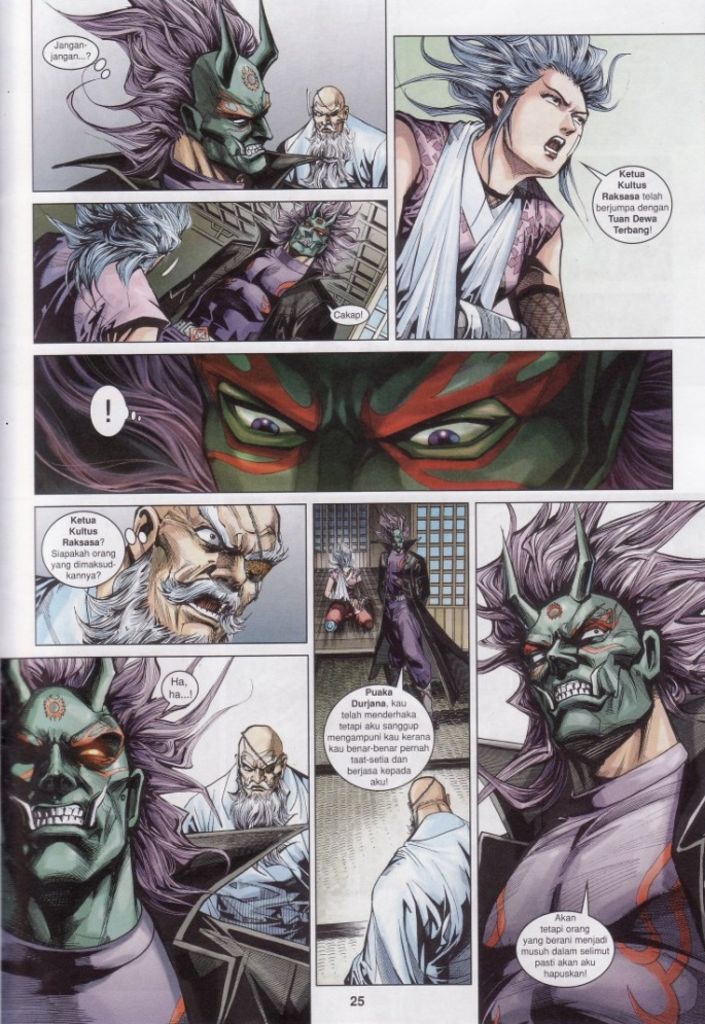 Jangan-
jangan...?
Ketua
Kultus
Raksasa telah
berjumpa dengan
Tuan Dewa
Terbang!
Cakap!
!
Ketua
Kultus
Raksasa?
Siapakah orang
yang dimaksud-
kannya?
Ha,
ha...!
Puaka
Durjana, kau
telah menderhaka
tetapi aku sanggup
mengampuni kau kerana
kau benar-benar pernah
taat-setia dan
berjasa kepada
aku!
Akan
tetapi orang
yang berani menjadi
musuh dalam selimut
pasti akan aku
hapuskan!
25